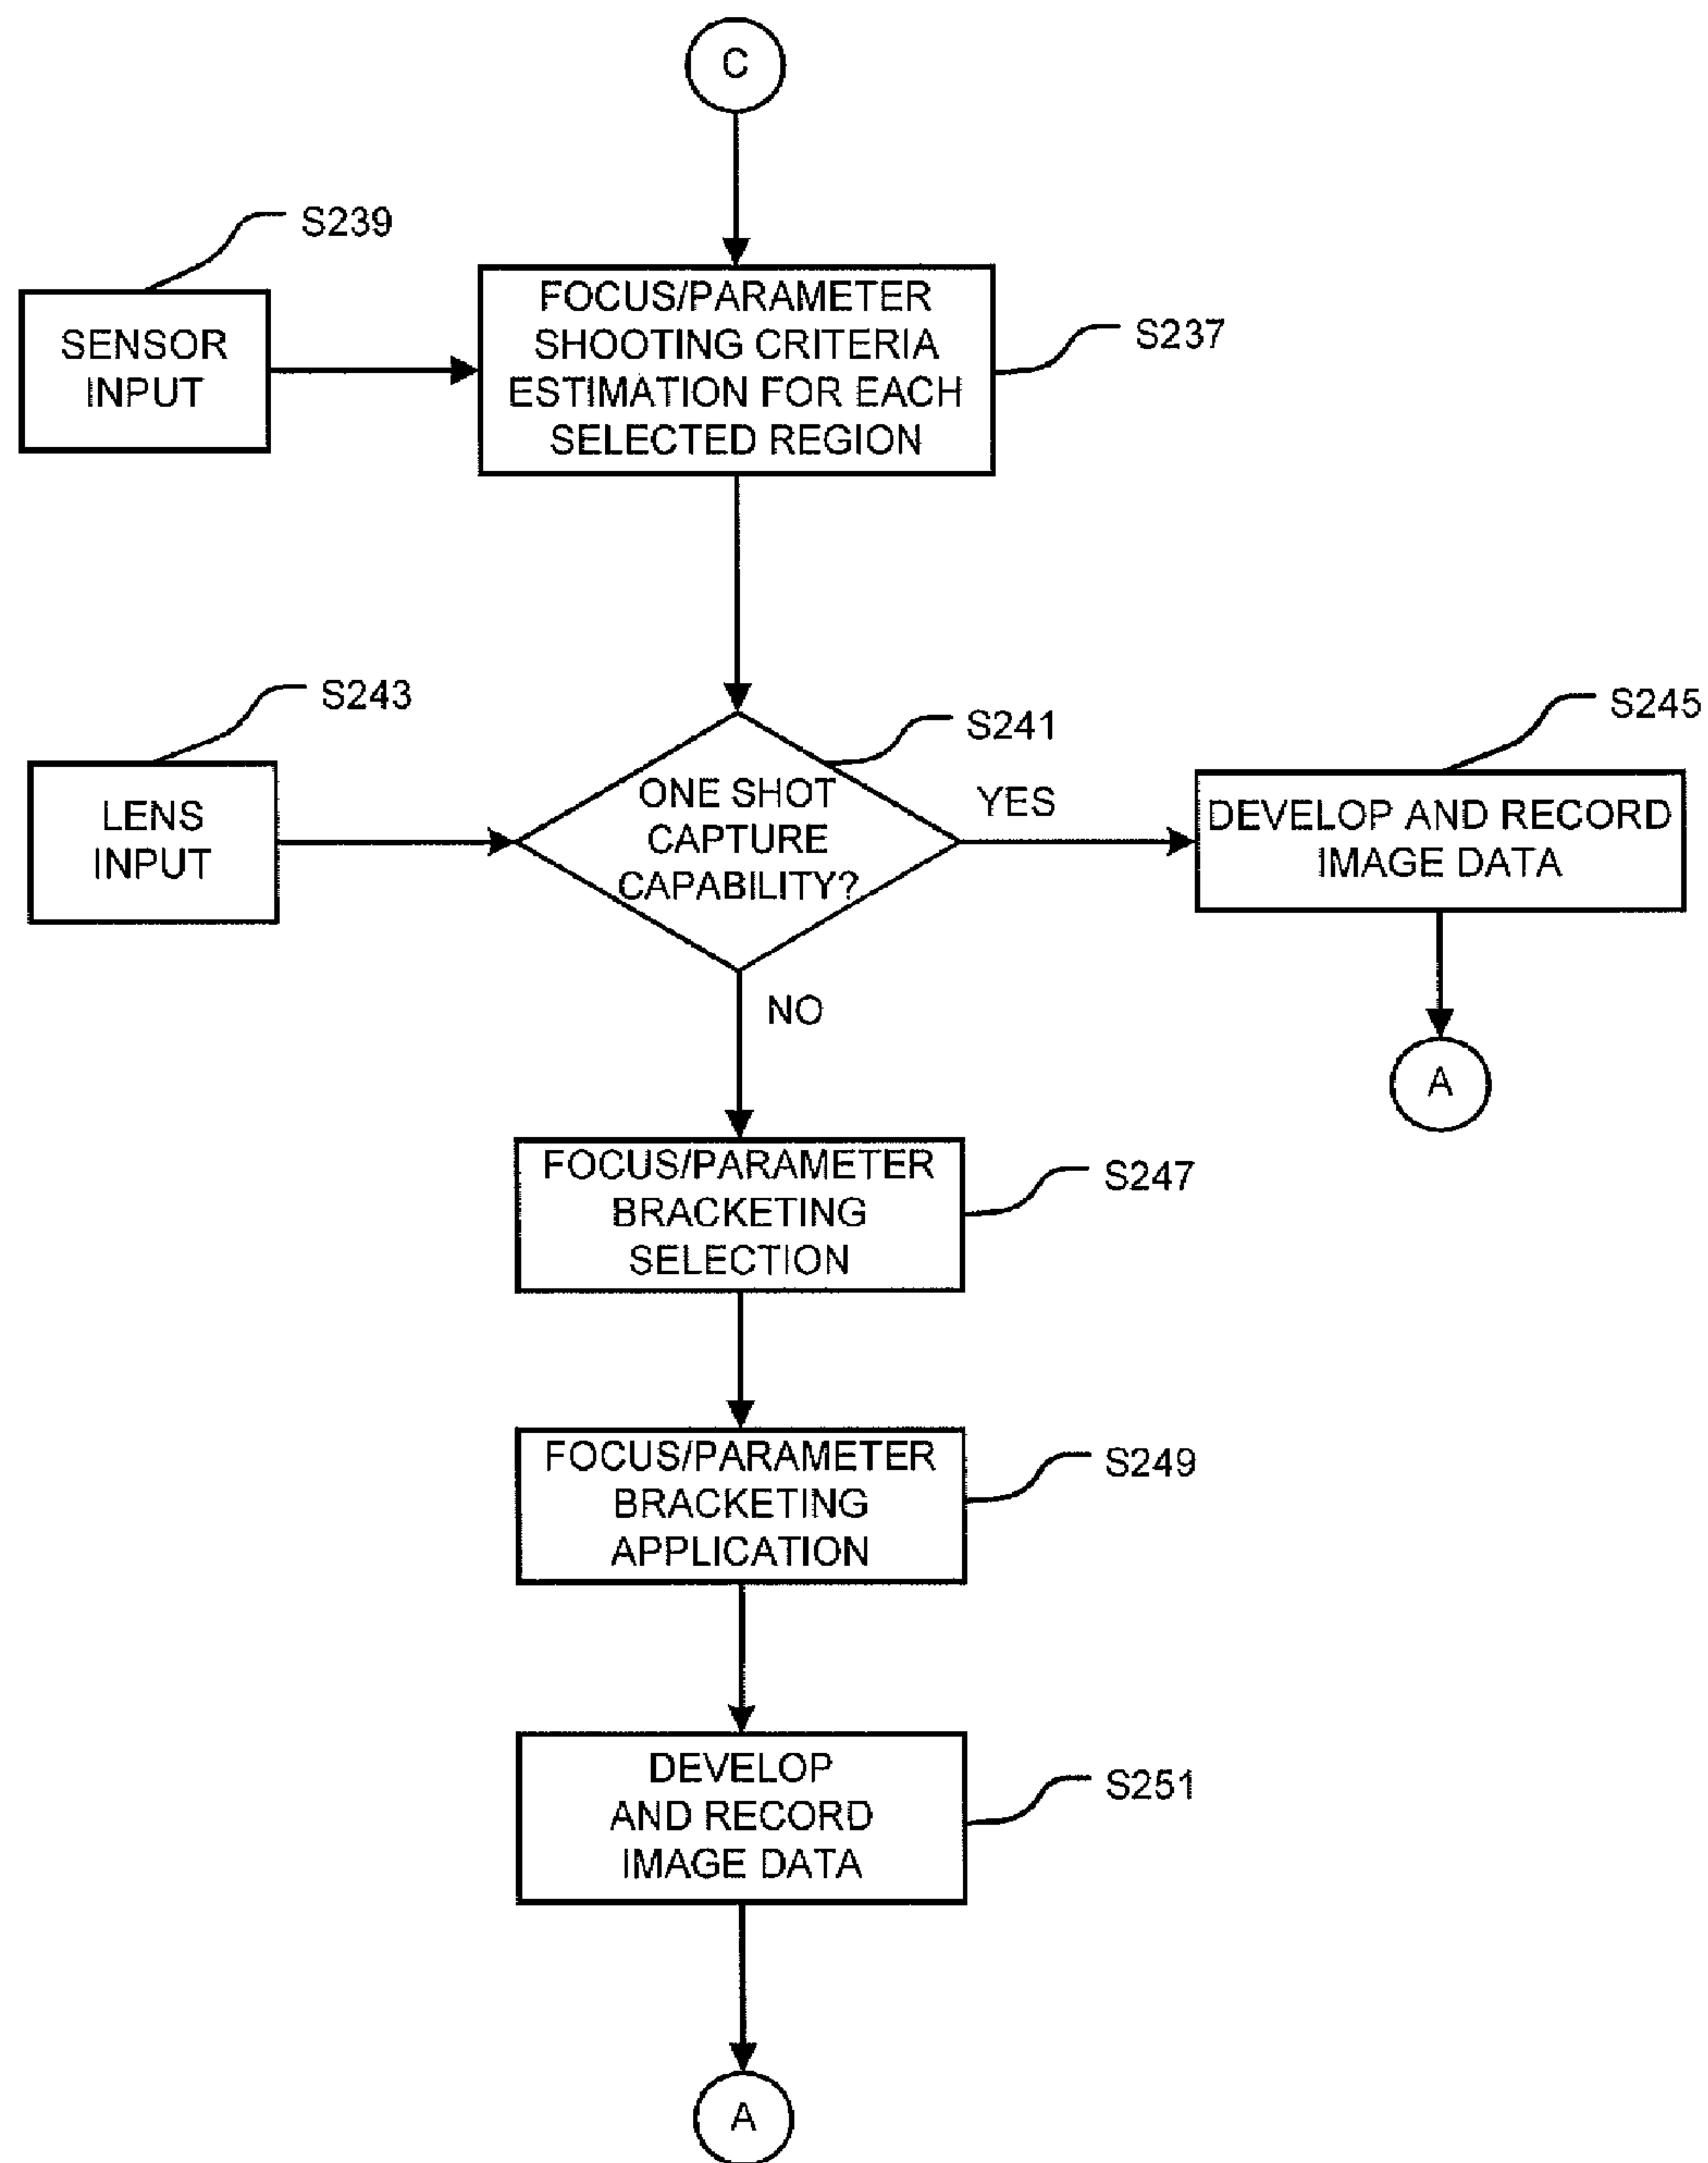 C
S239
SENSOR
INPUT
FOCUS/PARAMETER
SHOOTING CRITERIA
ESTIMATION FOR EACH
SELECTED REGION
S237
S243
LENS
INPUT
S241
ONE SHOT
CAPTURE
CAPABILITY?
YES
S245
DEVELOP AND RECORD
IMAGE DATA
A
NO
FOCUS/PARAMETER
BRACKETING
SELECTION
S247
FOCUS/PARAMETER
BRACKETING
APPLICATION
S249
DEVELOP
AND RECORD
IMAGE DATA
S251
A